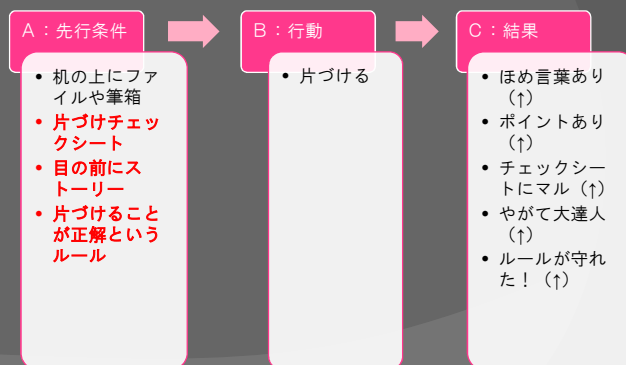 A：先行条件
• 机の上にファ
イルや筆箱
• 片づけチェッ
クシート
• 目の前にス
トーリー
• 片づけること
が正解という
ルール
B：行動
• 片づける
C：結果
• ほめ言葉あり
（↑）
• ポイントあり
（↑）
• チェックシー
トにマル（↑）
• やがて大達人
（↑）
• ルールが守れ
た！（↑）